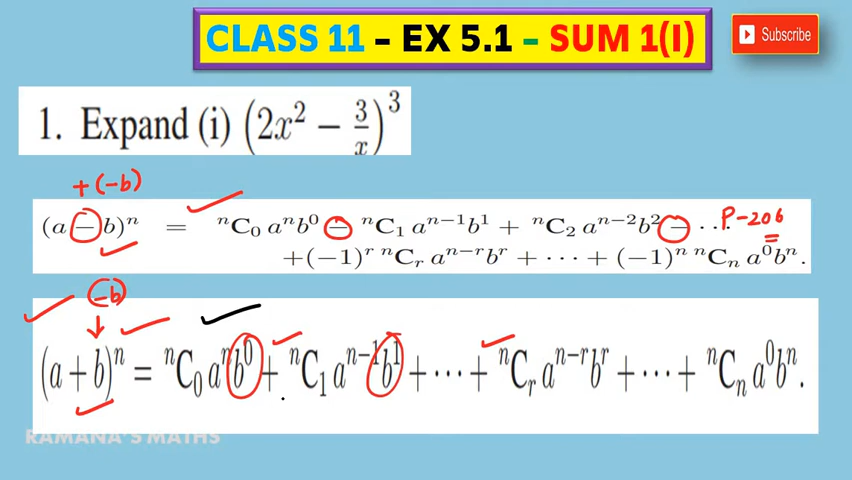 CLASS 11 – EX 5.1 – SUM 1(I)
Subscribe
1. Expand (i) (2x² − 3/x)³
+(-b)
(a − b)ⁿ = ⁿC₀ aⁿb⁰ − ⁿC₁ aⁿ⁻¹b¹ + ⁿC₂ aⁿ⁻²b² − ···
P-206
+(−1)ʳ ⁿCᵣ aⁿ⁻ʳbʳ + ··· + (−1)ⁿ ⁿCₙ a⁰bⁿ.
(-b)
(a + b)ⁿ = ⁿC₀ aⁿb⁰ + ⁿC₁ aⁿ⁻¹b¹ + ··· + ⁿCᵣ aⁿ⁻ʳbʳ + ··· + ⁿCₙ a⁰bⁿ.
RAMANA'S MATHS